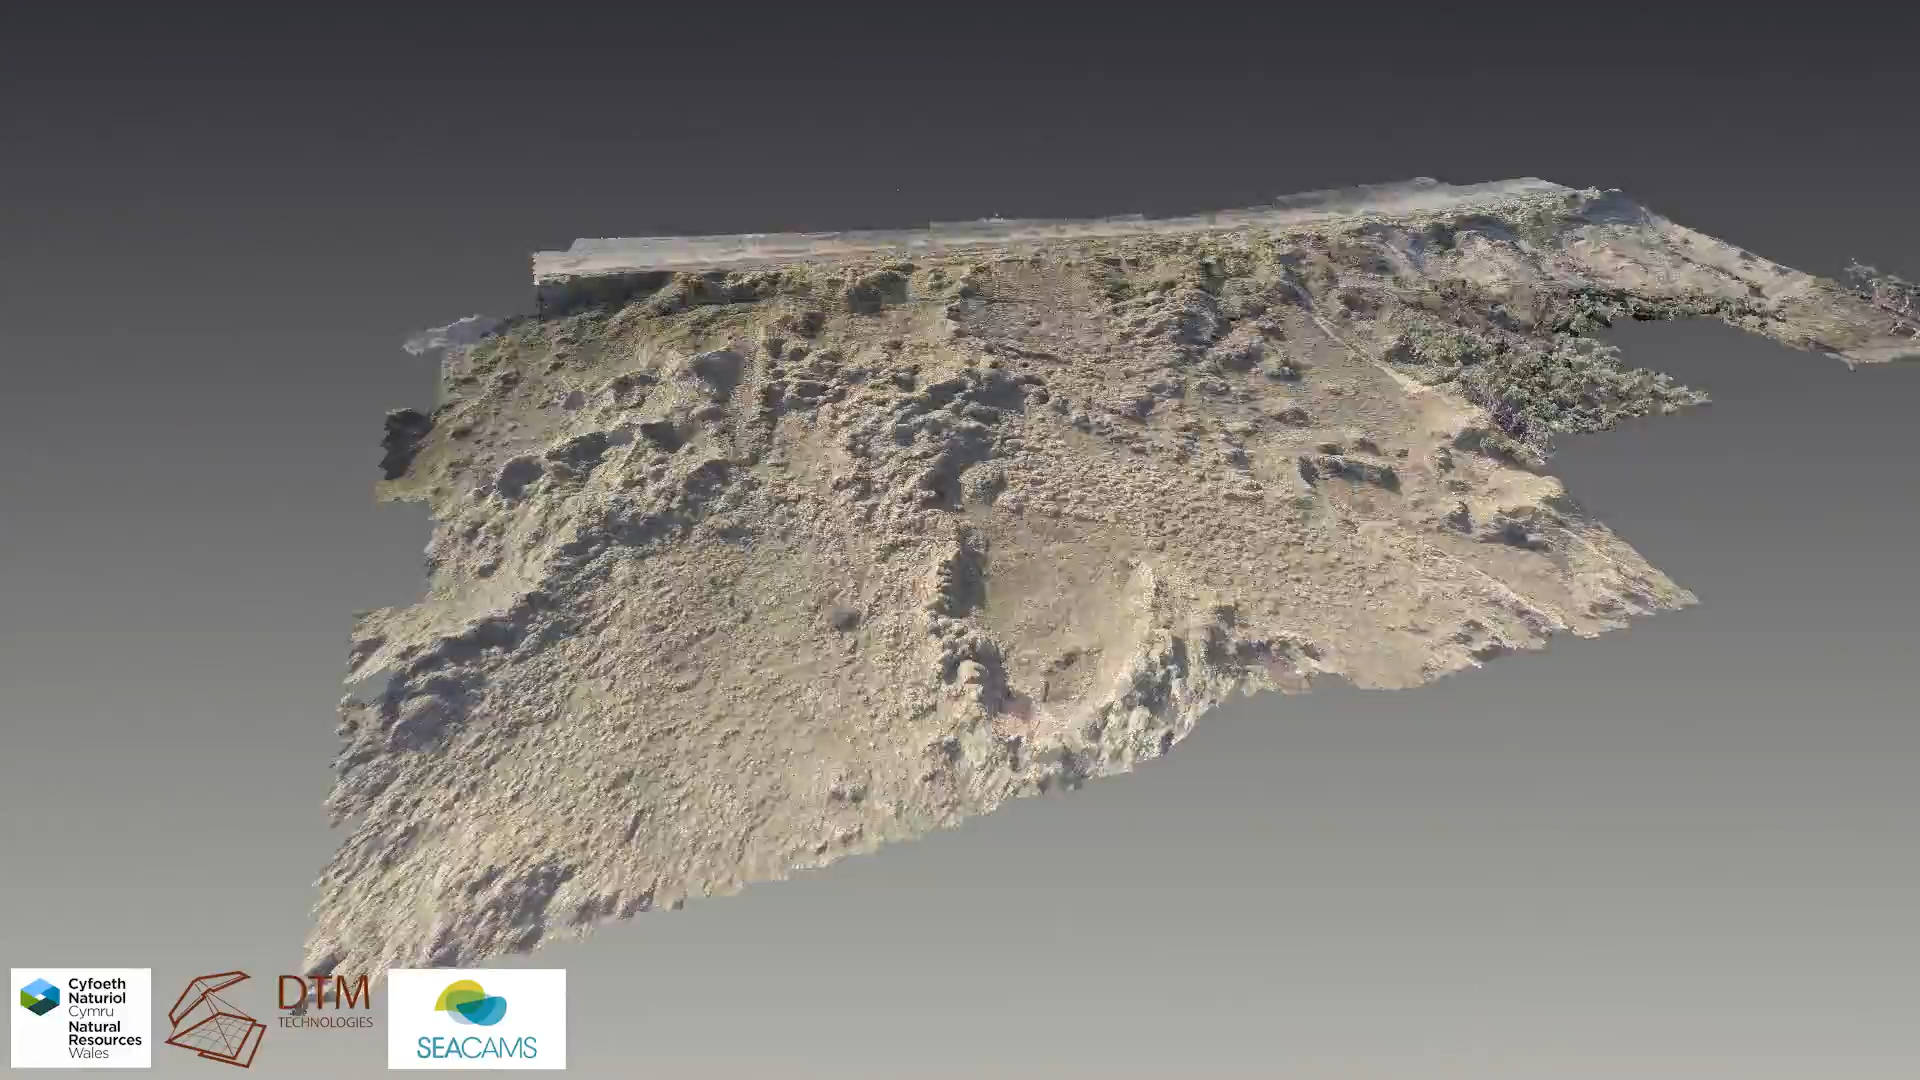 Cyfoeth
Naturiol
Cymru
Natural
Resources
Wales
DTM
TECHNOLOGIES
SEACAMS